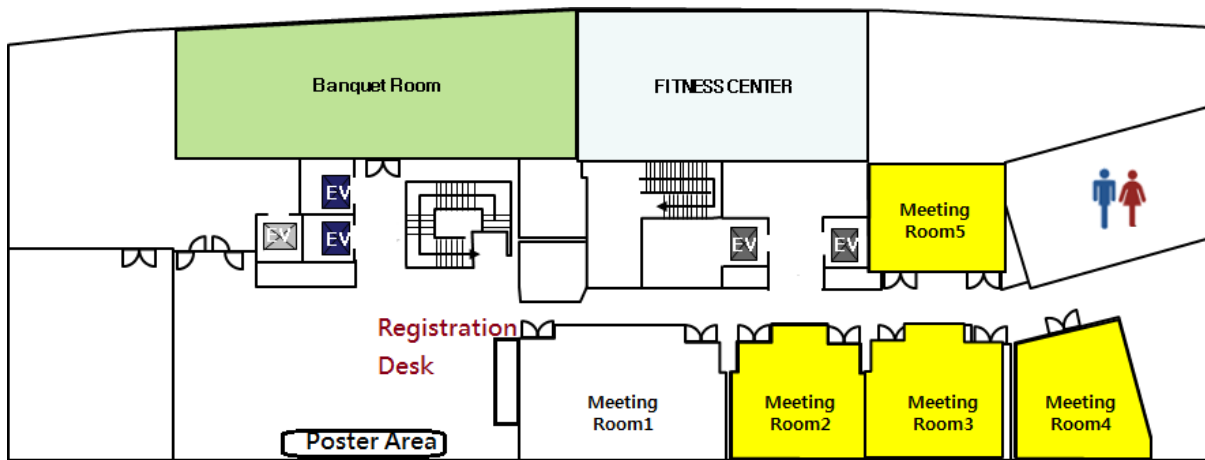 Banquet Room
FITNESS CENTER
EV
EV
EV
EV
EV
Meeting
Room5
Registration
Desk
Meeting
Room1
Meeting
Room2
Meeting
Room3
Meeting
Room4
Poster Area